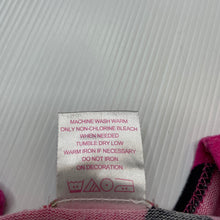 MACHINE WASH WARM
ONLY NON-CHLORINE BLEACH
WHEN NEEDED
TUMBLE DRY LOW
WARM IRON IF NECESSARY
DO NOT IRON
ON DECORATION